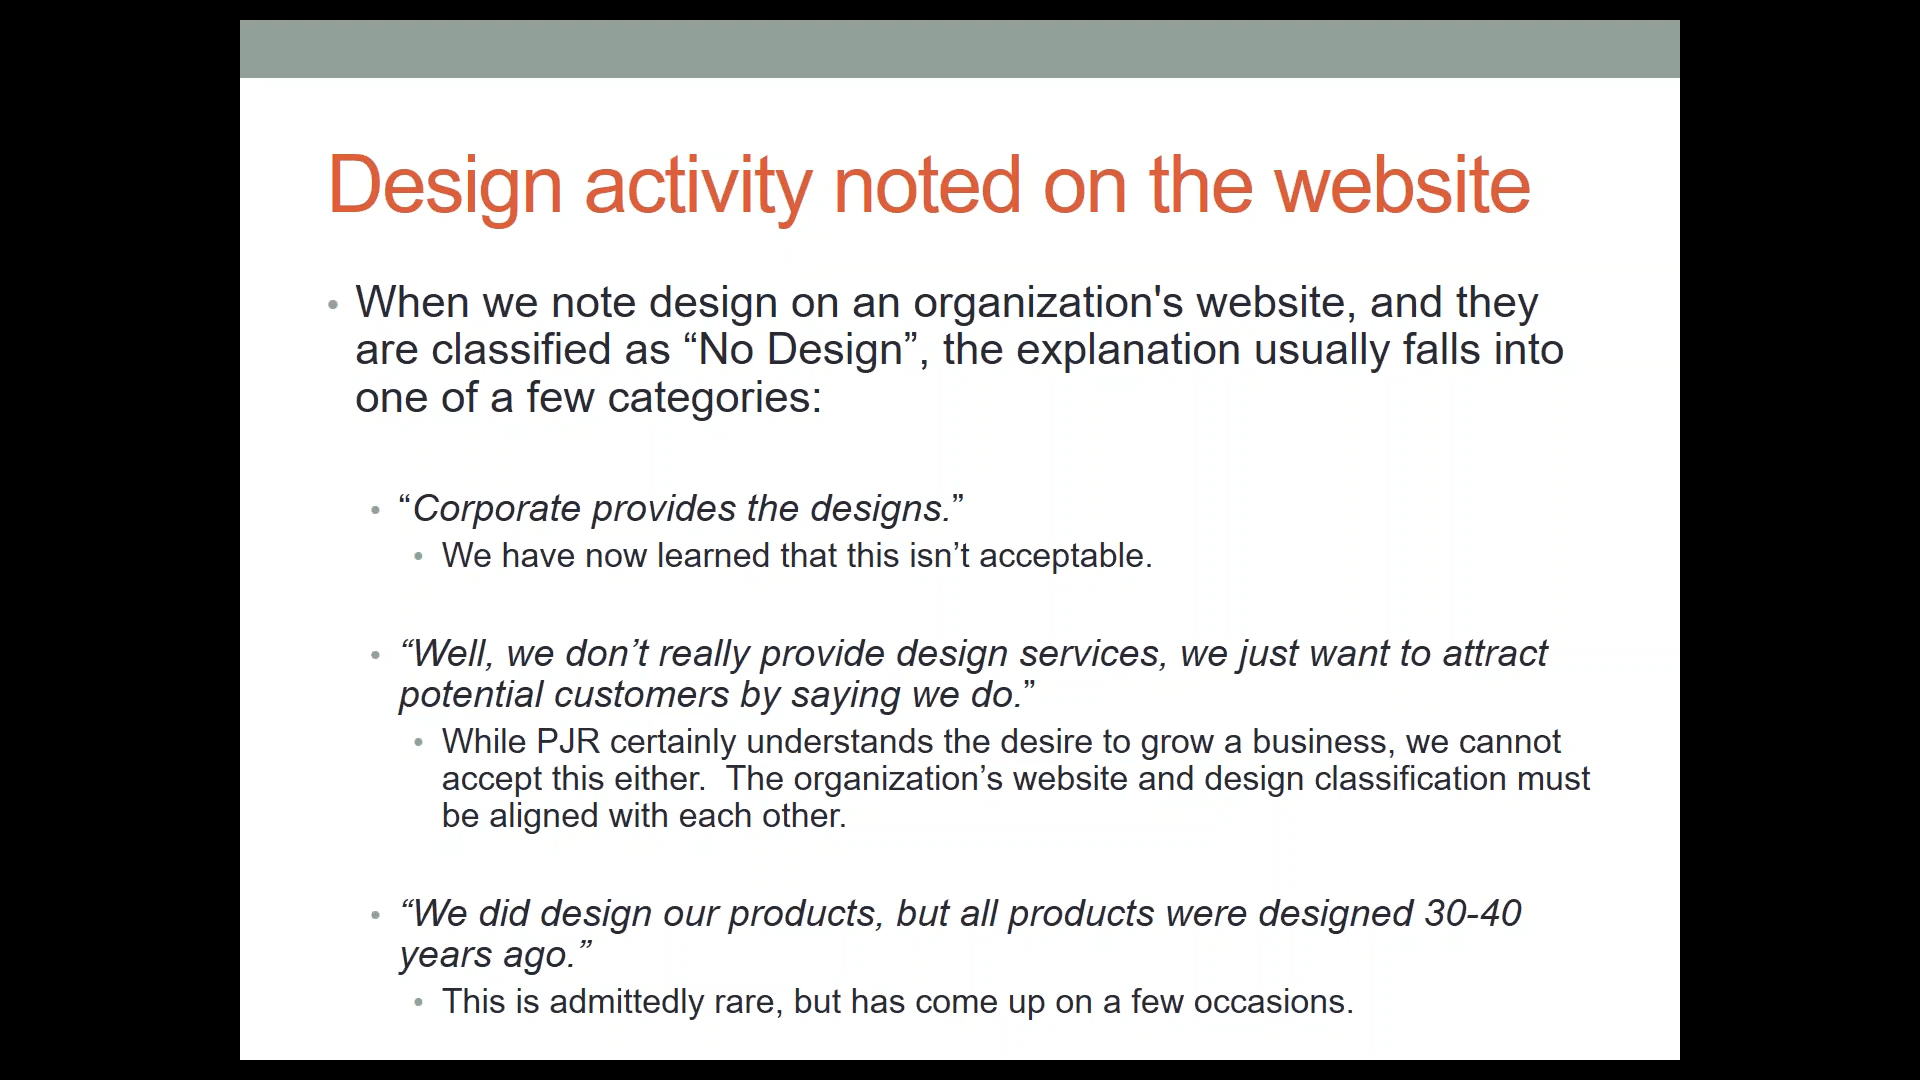 Design activity noted on the website
• When we note design on an organization's website, and they
are classified as “No Design”, the explanation usually falls into
one of a few categories:
• “Corporate provides the designs.”
• We have now learned that this isn’t acceptable.
• “Well, we don’t really provide design services, we just want to attract
potential customers by saying we do.”
• While PJR certainly understands the desire to grow a business, we cannot
accept this either.  The organization’s website and design classification must
be aligned with each other.
• “We did design our products, but all products were designed 30-40
years ago.”
• This is admittedly rare, but has come up on a few occasions.